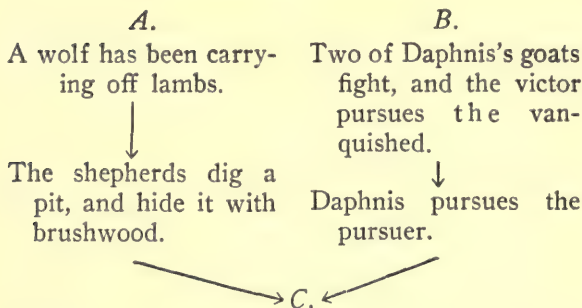 A.
A wolf has been carry-
ing off lambs.
The shepherds dig a
pit, and hide it with
brushwood.
B.
Two of Daphnis's goats
fight, and the victor
pursues the van-
quished.
Daphnis pursues the
pursuer.
C.